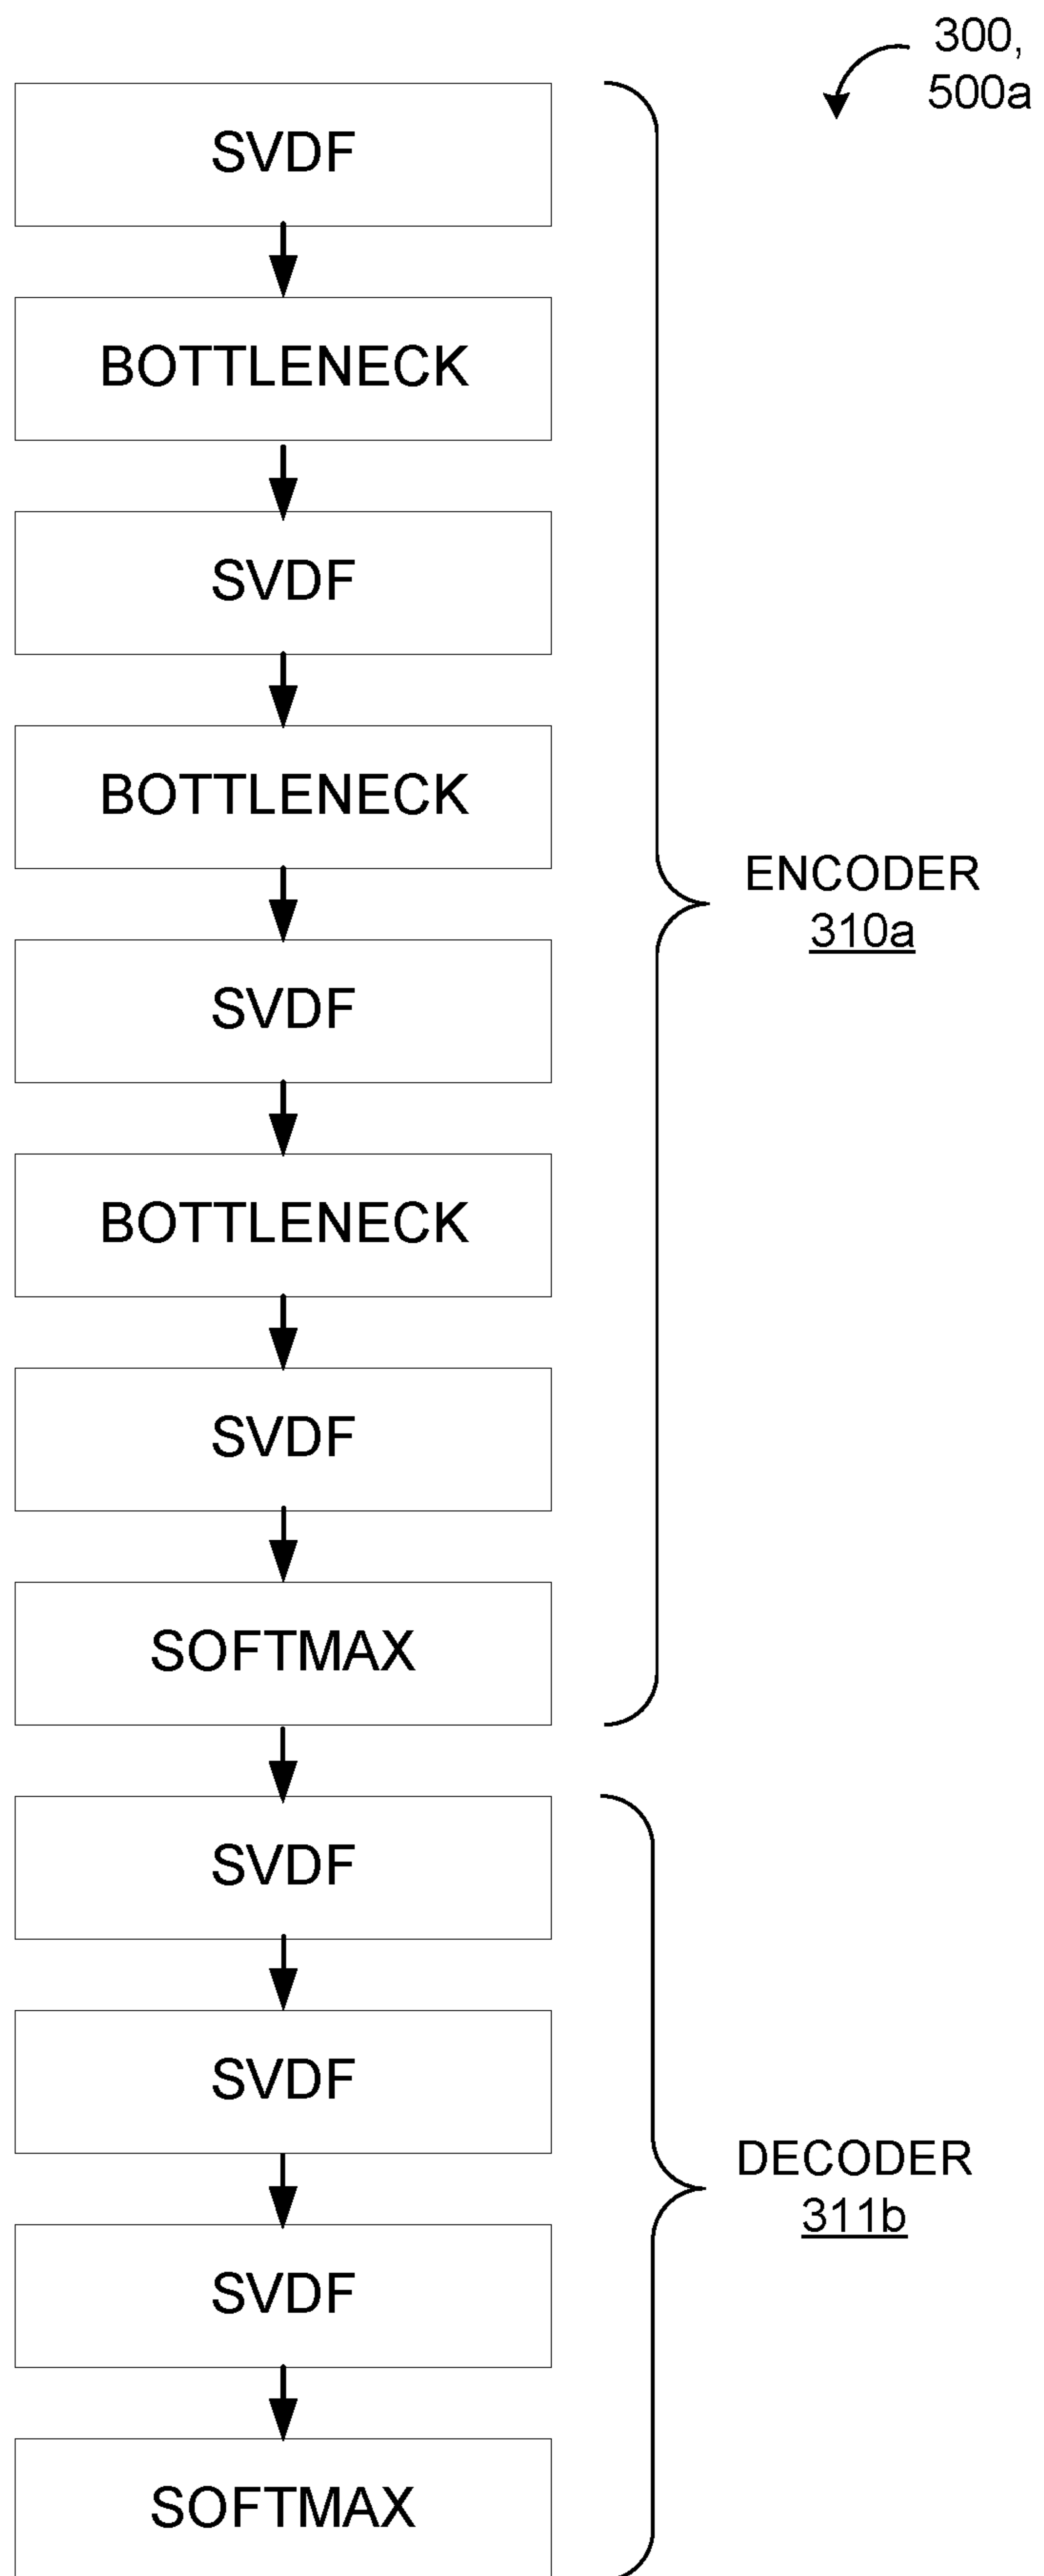 300,
500a
SVDF
BOTTLENECK
SVDF
BOTTLENECK
SVDF
BOTTLENECK
SVDF
SOFTMAX
ENCODER
310a
SVDF
SVDF
SVDF
SOFTMAX
DECODER
311b